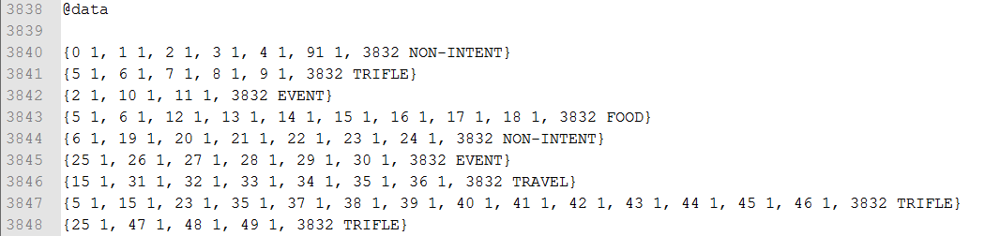 3838 @data
3839
3840 {0 1, 1 1, 2 1, 3 1, 4 1, 91 1, 3832 NON-INTENT}
3841 {5 1, 6 1, 7 1, 8 1, 9 1, 3832 TRIFLE}
3842 {2 1, 10 1, 11 1, 3832 EVENT}
3843 {5 1, 6 1, 12 1, 13 1, 14 1, 15 1, 16 1, 17 1, 18 1, 3832 FOOD}
3844 {6 1, 19 1, 20 1, 21 1, 22 1, 23 1, 24 1, 3832 NON-INTENT}
3845 {25 1, 26 1, 27 1, 28 1, 29 1, 30 1, 3832 EVENT}
3846 {15 1, 31 1, 32 1, 33 1, 34 1, 35 1, 36 1, 3832 TRAVEL}
3847 {5 1, 15 1, 23 1, 35 1, 37 1, 38 1, 39 1, 40 1, 41 1, 42 1, 43 1, 44 1, 45 1, 46 1, 3832 TRIFLE}
3848 {25 1, 47 1, 48 1, 49 1, 3832 TRIFLE}